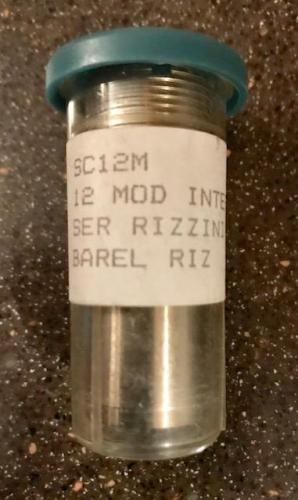 SC12M
12 MOD INTE
SER RIZZINI
BAREL RIZ